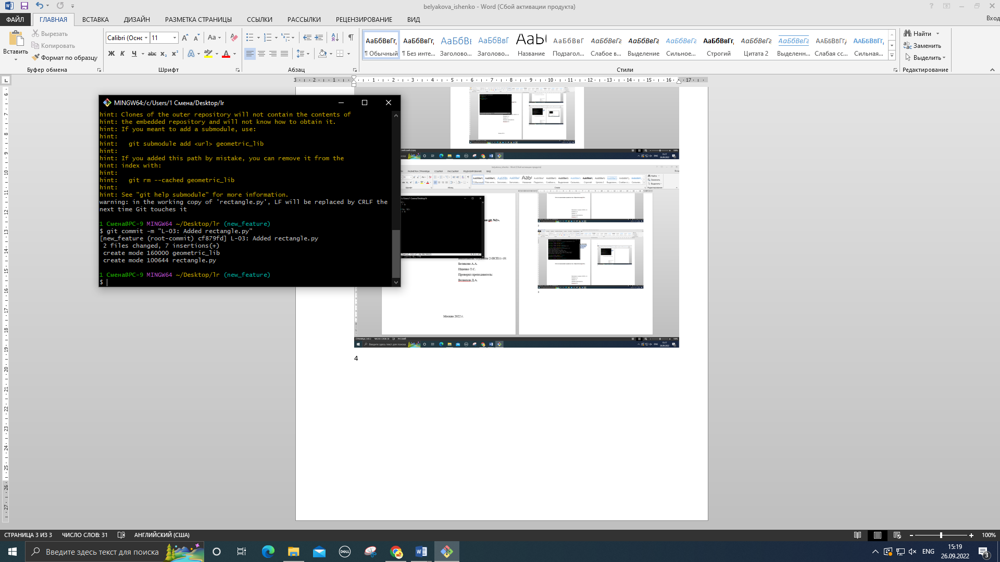 belyakova_ishenko - Word (Сбой активации продукта)
ФАЙЛ ГЛАВНАЯ ВСТАВКА ДИЗАЙН РАЗМЕТКА СТРАНИЦЫ ССЫЛКИ РАССЫЛКИ РЕЦЕНЗИРОВАНИЕ ВИД Вход
Вставить
Вырезать
Копировать
Формат по образцу
Буфер обмена
Calibri (Оснс 11
Шрифт
Абзац
АаБбВвГг, АаБбВвГг, АаБбВв АаБбВвГ АаЬ АаБбВвГ АаБбВвГг АаБбВвГг АаБбВвГг АаБбВвГг, АаБбВвГг АаБбВвГг ААББВВГГ, ААББВВГГ,
¶ Обычный ¶ Без инте... Заголово... Заголово... Название Подзагол... Слабое в... Выделение Сильное... Строгий Цитата 2 Выделенн... Слабая сс... Сильная...
Стили
Найти
Заменить
Выделить
Редактирование
MINGW64:/c/Users/1 Смена/Desktop/lr
hint: Clones of the outer repository will not contain the contents of
hint: the embedded repository and will not know how to obtain it.
hint: If you meant to add a submodule, use:
hint:
hint:   git submodule add <url> geometric_lib
hint:
hint: If you added this path by mistake, you can remove it from the
hint: index with:
hint:
hint:   git rm --cached geometric_lib
hint:
hint: See "git help submodule" for more information.
warning: in the working copy of 'rectangle.py', LF will be replaced by CRLF the
next time Git touches it
1 Смена@PC-9 MINGW64 ~/Desktop/lr (new_feature)
$ git commit -m "L-03: Added rectangle.py"
[new_feature (root-commit) cf879fd] L-03: Added rectangle.py
 2 files changed, 7 insertions(+)
 create mode 160000 geometric_lib
 create mode 100644 rectangle.py
1 Смена@PC-9 MINGW64 ~/Desktop/lr (new_feature)
$
Белякова А.А.
Ищенко Т.С.
Проверил преподаватель:
Москва 2022 г.
4
СТРАНИЦА 3 ИЗ 3 ЧИСЛО СЛОВ: 31 АНГЛИЙСКИЙ (США) 100%
Введите здесь текст для поиска
DELL
ENG
15:19
26.09.2022
3